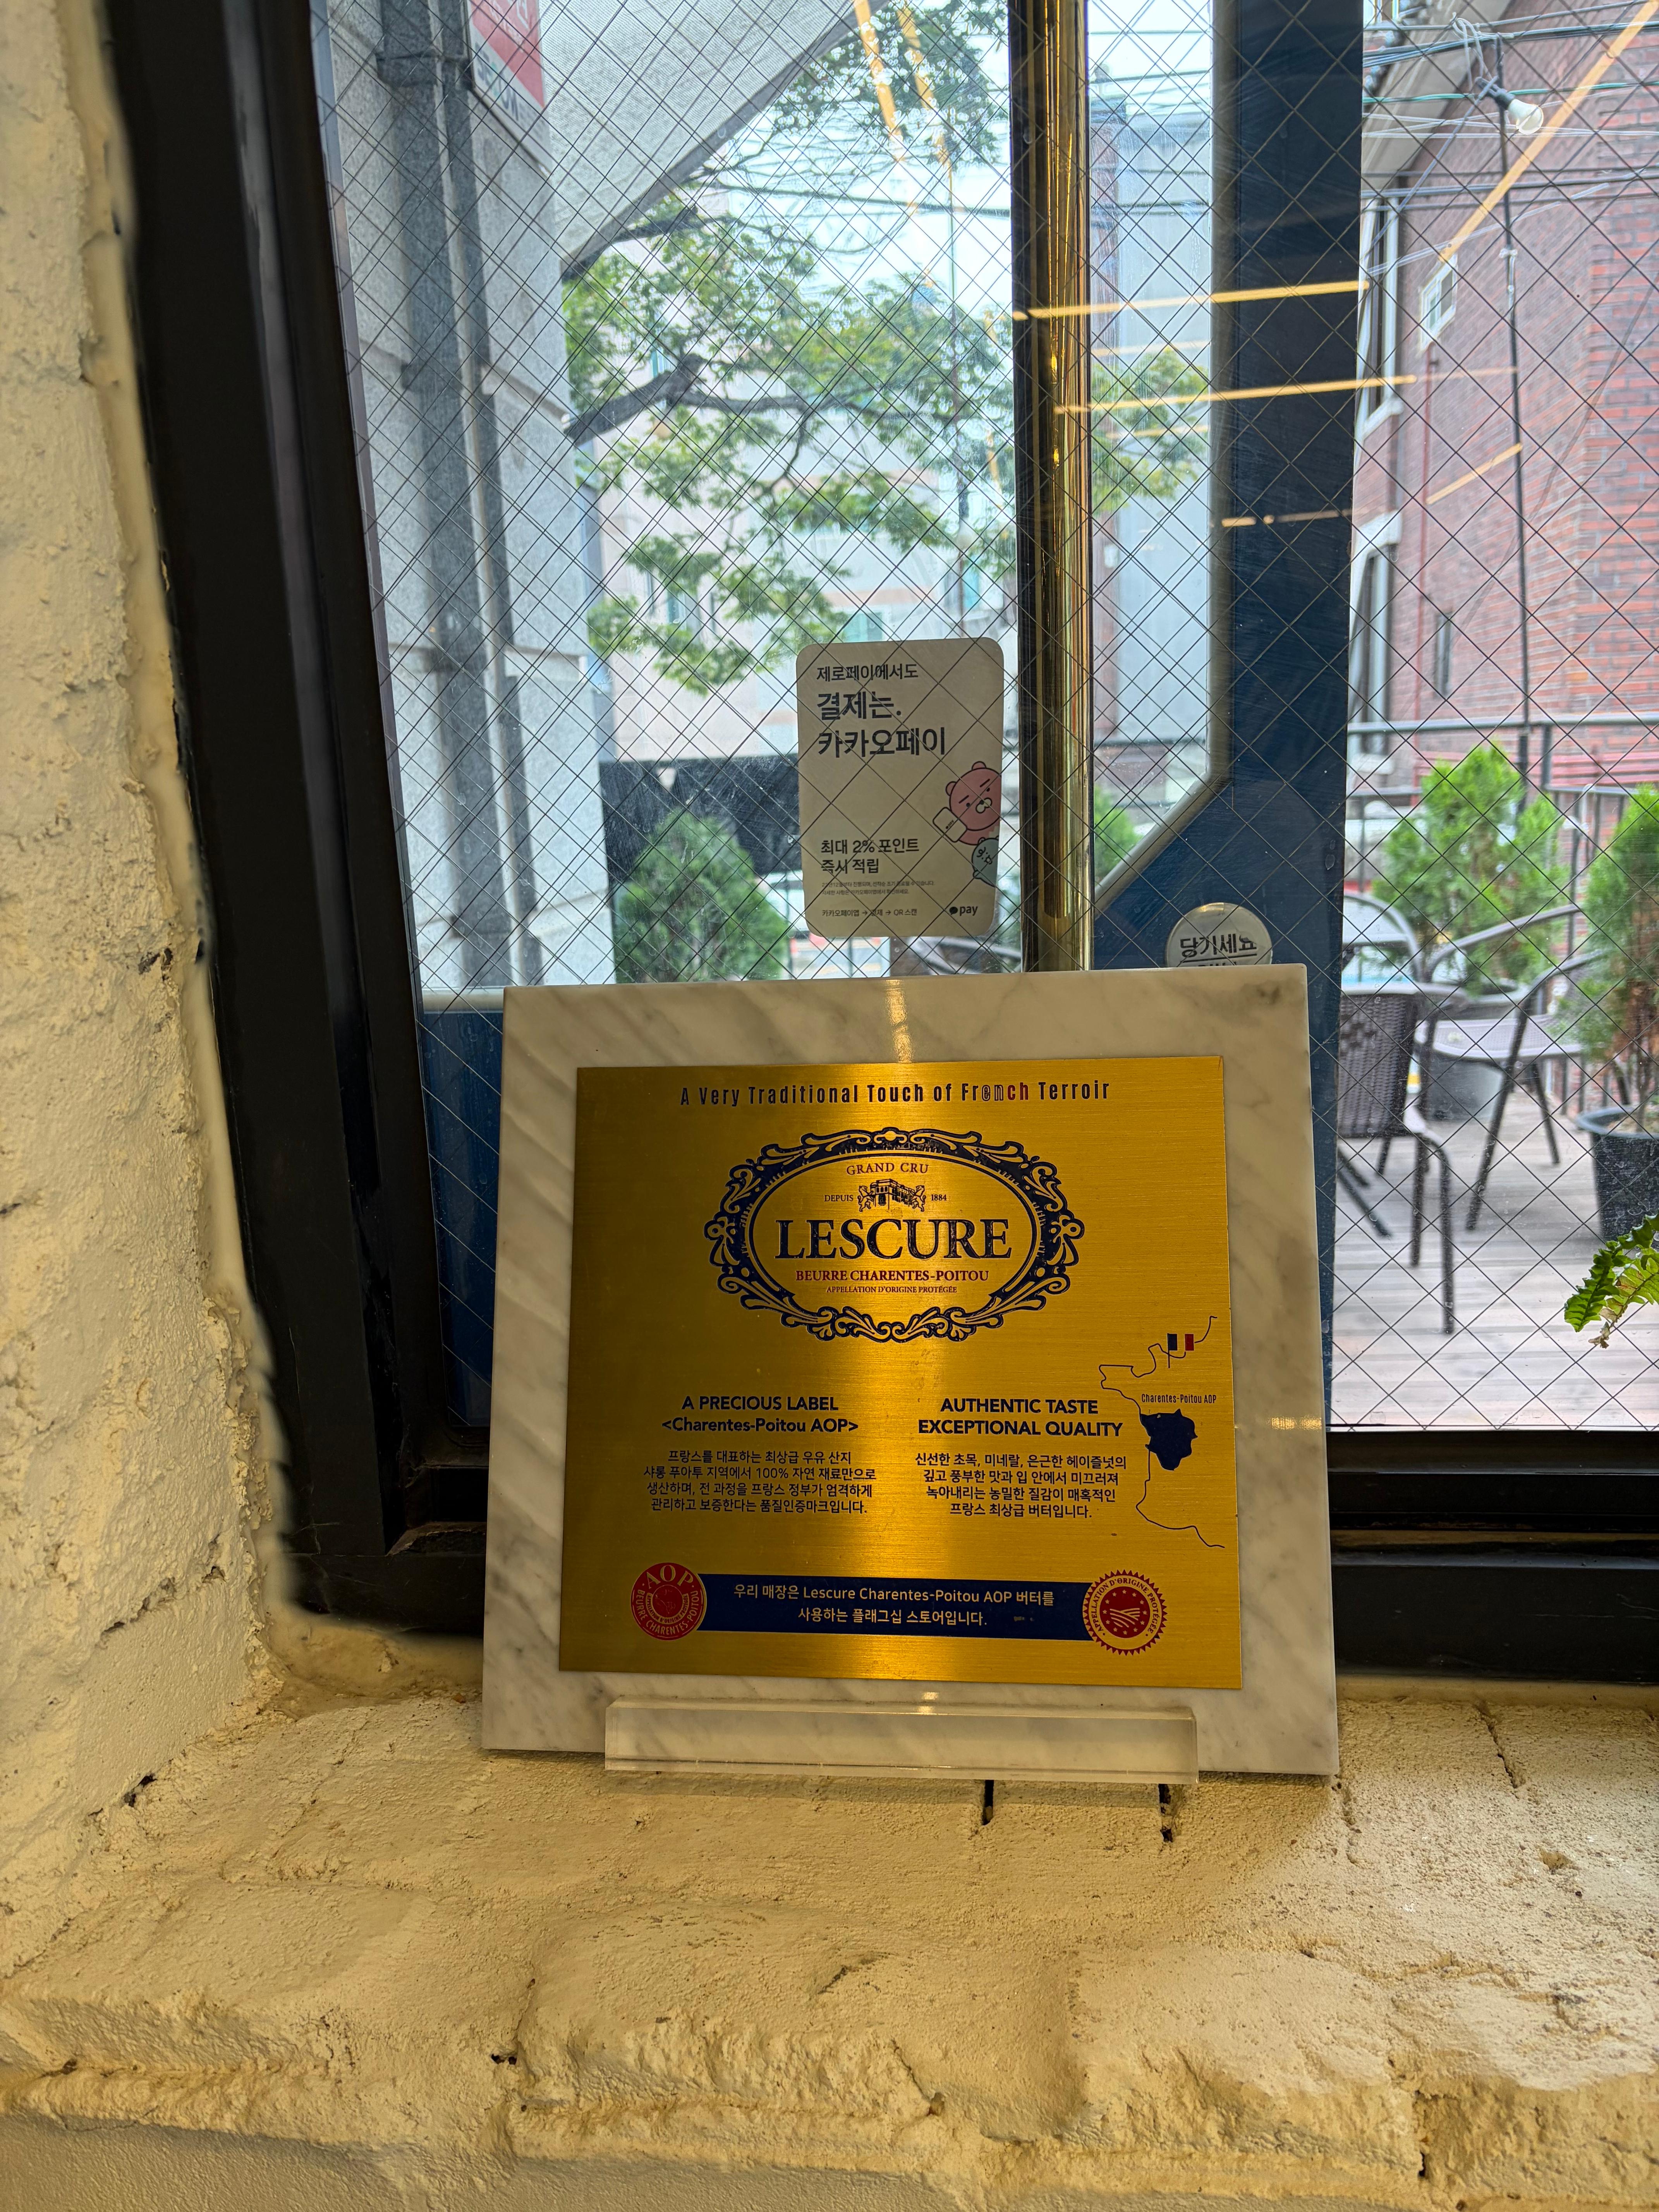 제로페이에서도
결제는.
카카오페이
최대 2% 포인트
즉시 적립
카카오페이앱 → 결제 → QR 스캔
pay
당기세요
A Very Traditional Touch of French Terroir
GRAND CRU
DEPUIS 1884
LESCURE
BEURRE CHARENTES-POITOU
APPELLATION D'ORIGINE PROTÉGÉE
Charentes-Poitou AOP
A PRECIOUS LABEL
<Charentes-Poitou AOP>
프랑스를 대표하는 최상급 우유 산지
샤롱 푸아투 지역에서 100% 자연 재료만으로
생산하며, 전 과정을 프랑스 정부가 엄격하게
관리하고 보증한다는 품질인증마크입니다.
AUTHENTIC TASTE
EXCEPTIONAL QUALITY
신선한 초목, 미네랄, 은근한 헤이즐넛의
깊고 풍부한 맛과 입 안에서 미끄러져
녹아내리는 농밀한 질감이 매혹적인
프랑스 최상급 버터입니다.
AOP
BEURRE CHARENTES-POITOU
우리 매장은 Lescure Charentes-Poitou AOP 버터를
사용하는 플래그십 스토어입니다.
APPELLATION D'ORIGINE PROTÉGÉE